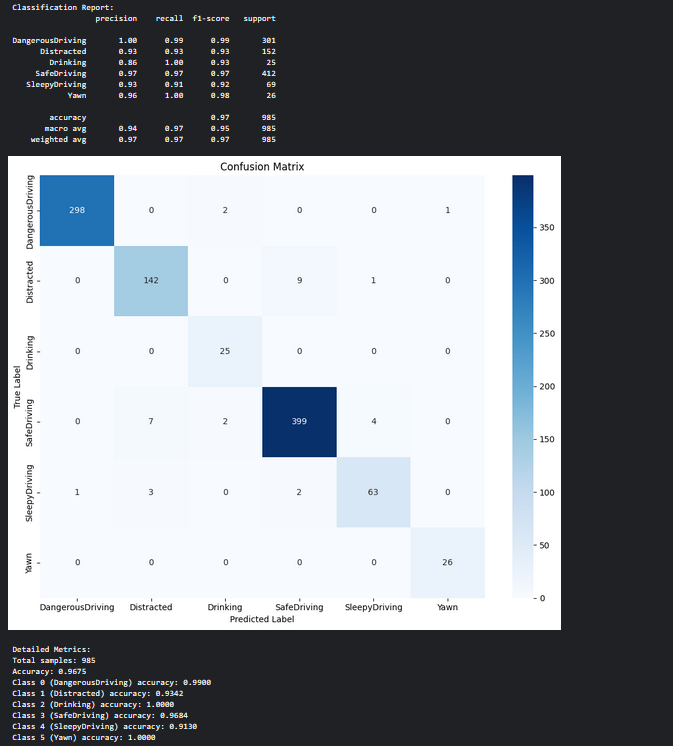 Classification Report:
precision recall f1-score support
DangerousDriving 1.00 0.99 0.99 301
Distracted 0.93 0.93 0.93 152
Drinking 0.86 1.00 0.93 25
SafeDriving 0.97 0.97 0.97 412
SleepyDriving 0.93 0.91 0.92 69
Yawn 0.96 1.00 0.98 26
accuracy 0.97 985
macro avg 0.94 0.97 0.95 985
weighted avg 0.97 0.97 0.97 985
Confusion Matrix
True Label
DangerousDriving 298 0 2 0 0 1
Distracted 0 142 0 9 1 0
Drinking 0 0 25 0 0 0
SafeDriving 0 7 2 399 4 0
SleepyDriving 1 3 0 2 63 0
Yawn 0 0 0 0 0 26
DangerousDriving Distracted Drinking SafeDriving SleepyDriving Yawn
Predicted Label
350
300
250
200
150
100
50
0
Detailed Metrics:
Total samples: 985
Accuracy: 0.9675
Class 0 (DangerousDriving) accuracy: 0.9900
Class 1 (Distracted) accuracy: 0.9342
Class 2 (Drinking) accuracy: 1.0000
Class 3 (SafeDriving) accuracy: 0.9684
Class 4 (SleepyDriving) accuracy: 0.9130
Class 5 (Yawn) accuracy: 1.0000